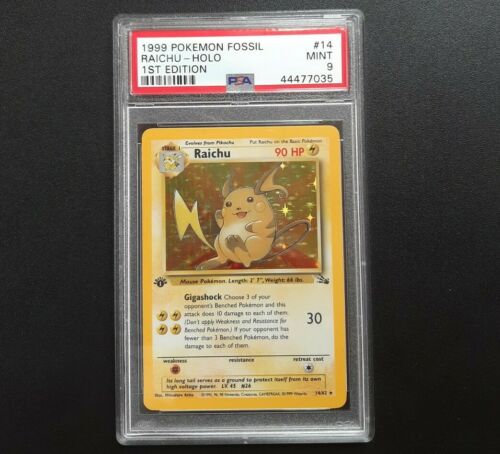 1999 POKEMON FOSSIL #14
RAICHU - HOLO MINT
1ST EDITION 9
PSA 44477035
STAGE 1
Evolves from Pikachu Put Raichu on the Basic Pokémon
Raichu 90 HP
Mouse Pokémon. Length: 2' 7", Weight: 66 lbs.
Gigashock Choose 3 of your
opponent's Benched Pokémon and this
attack does 10 damage to each of them.
(Don't apply Weakness and Resistance for
Benched Pokémon.) If your opponent has
fewer than 3 Benched Pokémon, do the
damage to each of them.
30
weakness resistance retreat cost
Its long tail serves as a ground to protect itself from its own
high voltage power. LV. 45 #26
14/62